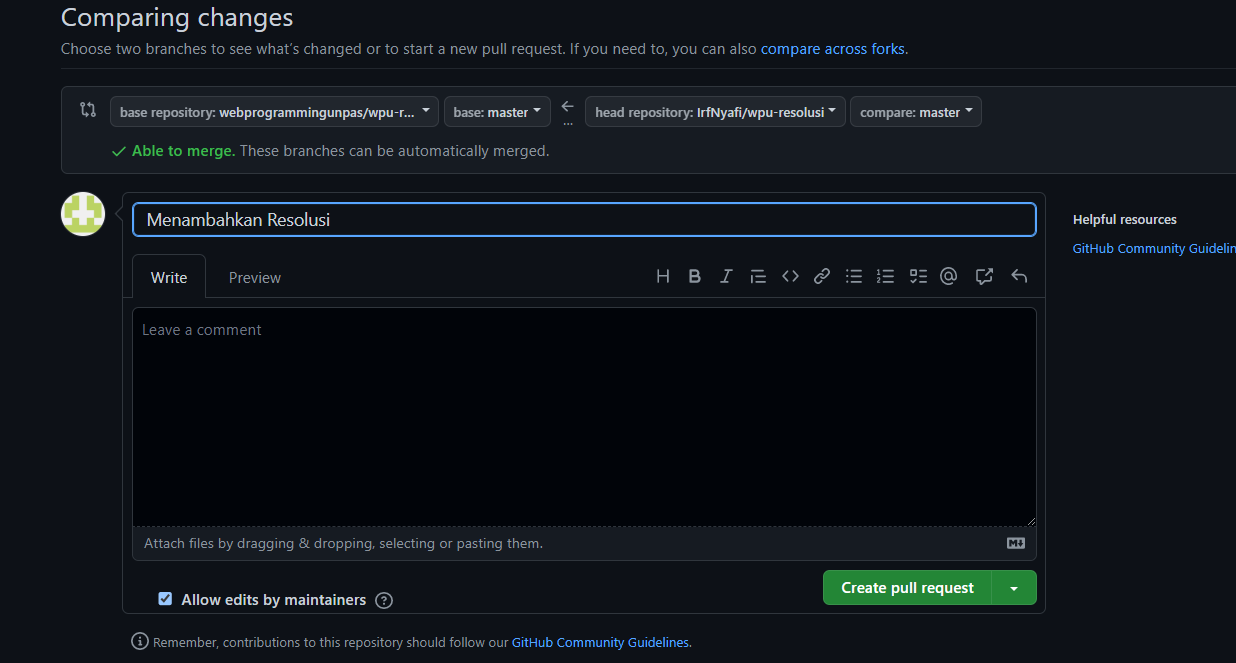 Comparing changes
Choose two branches to see what's changed or to start a new pull request. If you need to, you can also compare across forks.
base repository: webprogrammingunpas/wpu-r... base: master ... head repository: IrfNyafi/wpu-resolusi compare: master
Able to merge. These branches can be automatically merged.
Menambahkan Resolusi
Helpful resources
GitHub Community Guidelin
Write Preview
Leave a comment
Attach files by dragging & dropping, selecting or pasting them.
Allow edits by maintainers
Create pull request
Remember, contributions to this repository should follow our GitHub Community Guidelines.